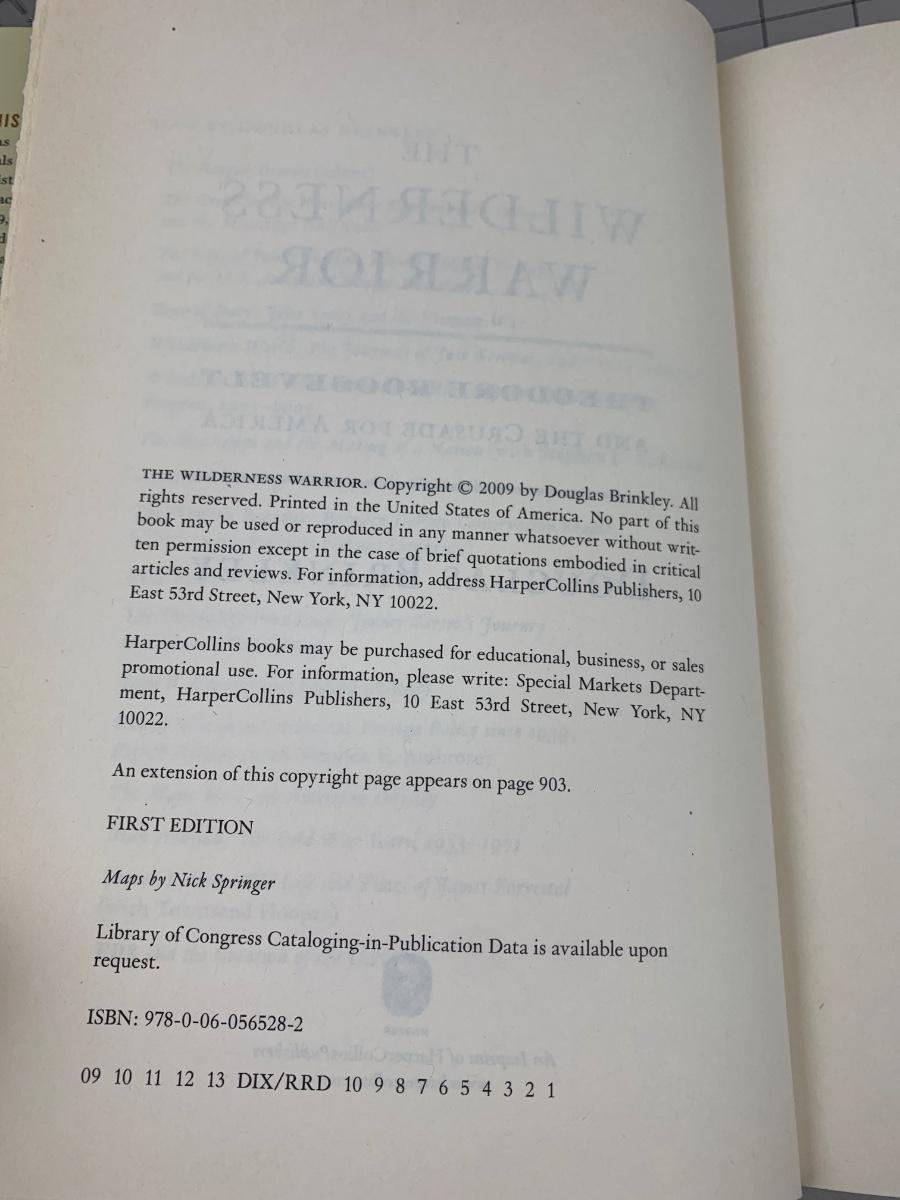 THE WILDERNESS WARRIOR. Copyright © 2009 by Douglas Brinkley. All
rights reserved. Printed in the United States of America. No part of this
book may be used or reproduced in any manner whatsoever without writ-
ten permission except in the case of brief quotations embodied in critical
articles and reviews. For information, address HarperCollins Publishers, 10
East 53rd Street, New York, NY 10022.
HarperCollins books may be purchased for educational, business, or sales
promotional use. For information, please write: Special Markets Depart-
ment, HarperCollins Publishers, 10 East 53rd Street, New York, NY
10022.
An extension of this copyright page appears on page 903.
FIRST EDITION
Maps by Nick Springer
Library of Congress Cataloging-in-Publication Data is available upon
request.
ISBN: 978-0-06-056528-2
09 10 11 12 13 DIX/RRD 10 9 8 7 6 5 4 3 2 1